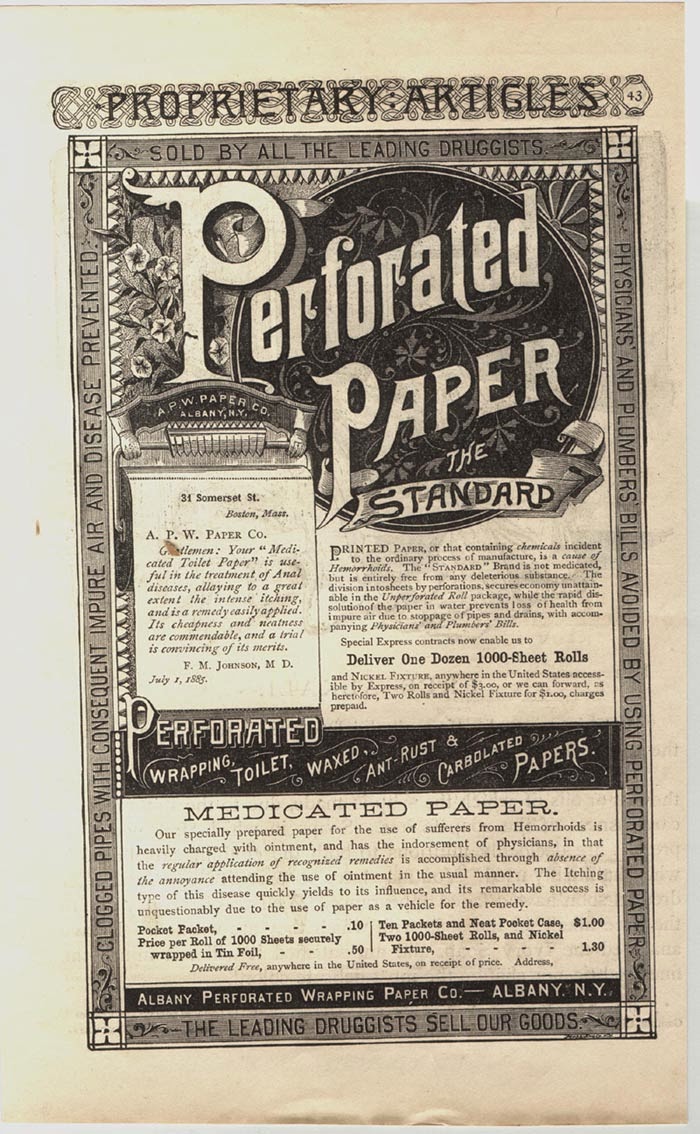 PROPRIETARY: ARTICLES.
43
SOLD BY ALL THE LEADING DRUGGISTS.
CLOGGED PIPES WITH CONSEQUENT IMPURE AIR AND DISEASE PREVENTED.
PHYSICIANS' AND PLUMBERS BILLS AVOIDED BY USING PERFORATED PAPER
Perforated
PAPER
THE
STANDARD
A.P.W. PAPER CO.
ALBANY, N.Y.
31 Somerset St.
Boston, Mass.
A. P. W. PAPER CO.
Gentlemen: Your "Medi-
cated Toilet Paper" is use-
ful in the treatment of Anal
diseases, allaying to a great
extent the intense itching,
and is a remedy easily applied.
Its cheapness and neatness
are commendable, and a trial
is convincing of its merits.
F. M. JOHNSON, M D.
July 1, 1885.
PRINTED PAPER, or that containing chemicals incident
to the ordinary process of manufacture, is a cause of
Hemorrhoids. The "STANDARD" Brand is not medicated,
but is entirely free from any deleterious substance. The
division into sheets by perforations, secures economy unattain-
able in the Unperforated Roll package, while the rapid dis-
solution of the paper in water prevents loss of health from
impure air due to stoppage of pipes and drains, with accom-
panying Physicians' and Plumbers' Bills.
Special Express contracts now enable us to
Deliver One Dozen 1000-Sheet Rolls
and NICKEL FIXTURE, anywhere in the United States access-
ible by Express, on receipt of $3.00, or we can forward, as
heretofore, Two Rolls and Nickel Fixture for $1.00, charges
prepaid.
PERFORATED
WRAPPING, TOILET, WAXED, ANT-RUST & CARBOLATED PAPERS.
MEDICATED PAPER.
Our specially prepared paper for the use of sufferers from Hemorrhoids is
heavily charged with ointment, and has the indorsement of physicians, in that
the regular application of recognized remedies is accomplished through absence of
the annoyance attending the use of ointment in the usual manner. The Itching
type of this disease quickly yields to its influence, and its remarkable success is
unquestionably due to the use of paper as a vehicle for the remedy.
Pocket Packet, - - - - .10
Price per Roll of 1000 Sheets securely
wrapped in Tin Foil, - - .50
Ten Packets and Neat Pocket Case, $1.00
Two 1000-Sheet Rolls, and Nickel
Fixture, - - - - - 1.30
Delivered Free, anywhere in the United States, on receipt of price. Address,
ALBANY PERFORATED WRAPPING PAPER CO.— ALBANY. N.Y.
THE LEADING DRUGGISTS SELL OUR GOODS.